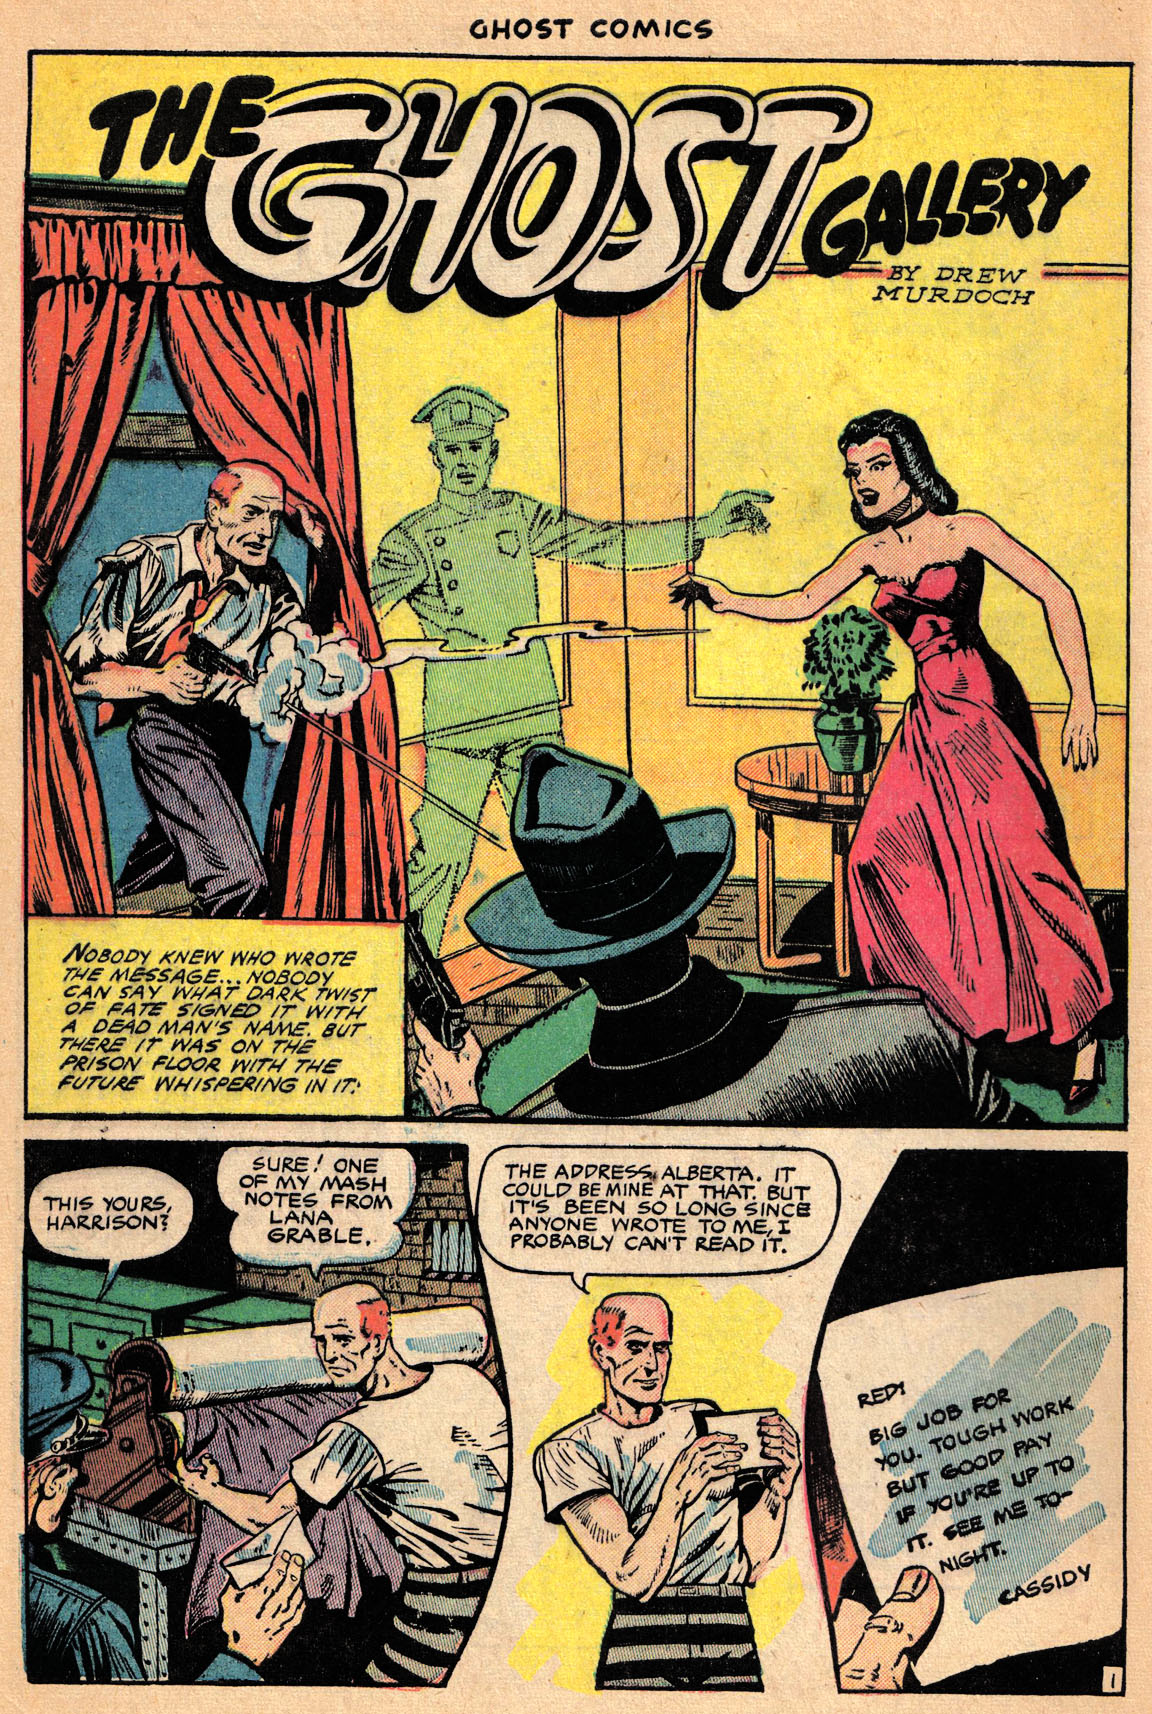 GHOST COMICS
THE GHOST GALLERY
BY DREW
MURDOCH
NOBODY KNEW WHO WROTE
THE MESSAGE... NOBODY
CAN SAY WHAT DARK TWIST
OF FATE SIGNED IT WITH
A DEAD MAN'S NAME. BUT
THERE IT WAS ON THE
PRISON FLOOR WITH THE
FUTURE WHISPERING IN IT!
THIS YOURS,
HARRISON?
SURE! ONE
OF MY MASH
NOTES FROM
LANA
GRABLE.
THE ADDRESS, ALBERTA. IT
COULD BE MINE AT THAT. BUT
IT'S BEEN SO LONG SINCE
ANYONE WROTE TO ME, I
PROBABLY CAN'T READ IT.
RED!
BIG JOB FOR
YOU. TOUGH WORK
BUT GOOD PAY
IF YOU'RE UP TO
IT. SEE ME TO-
NIGHT.
CASSIDY
1